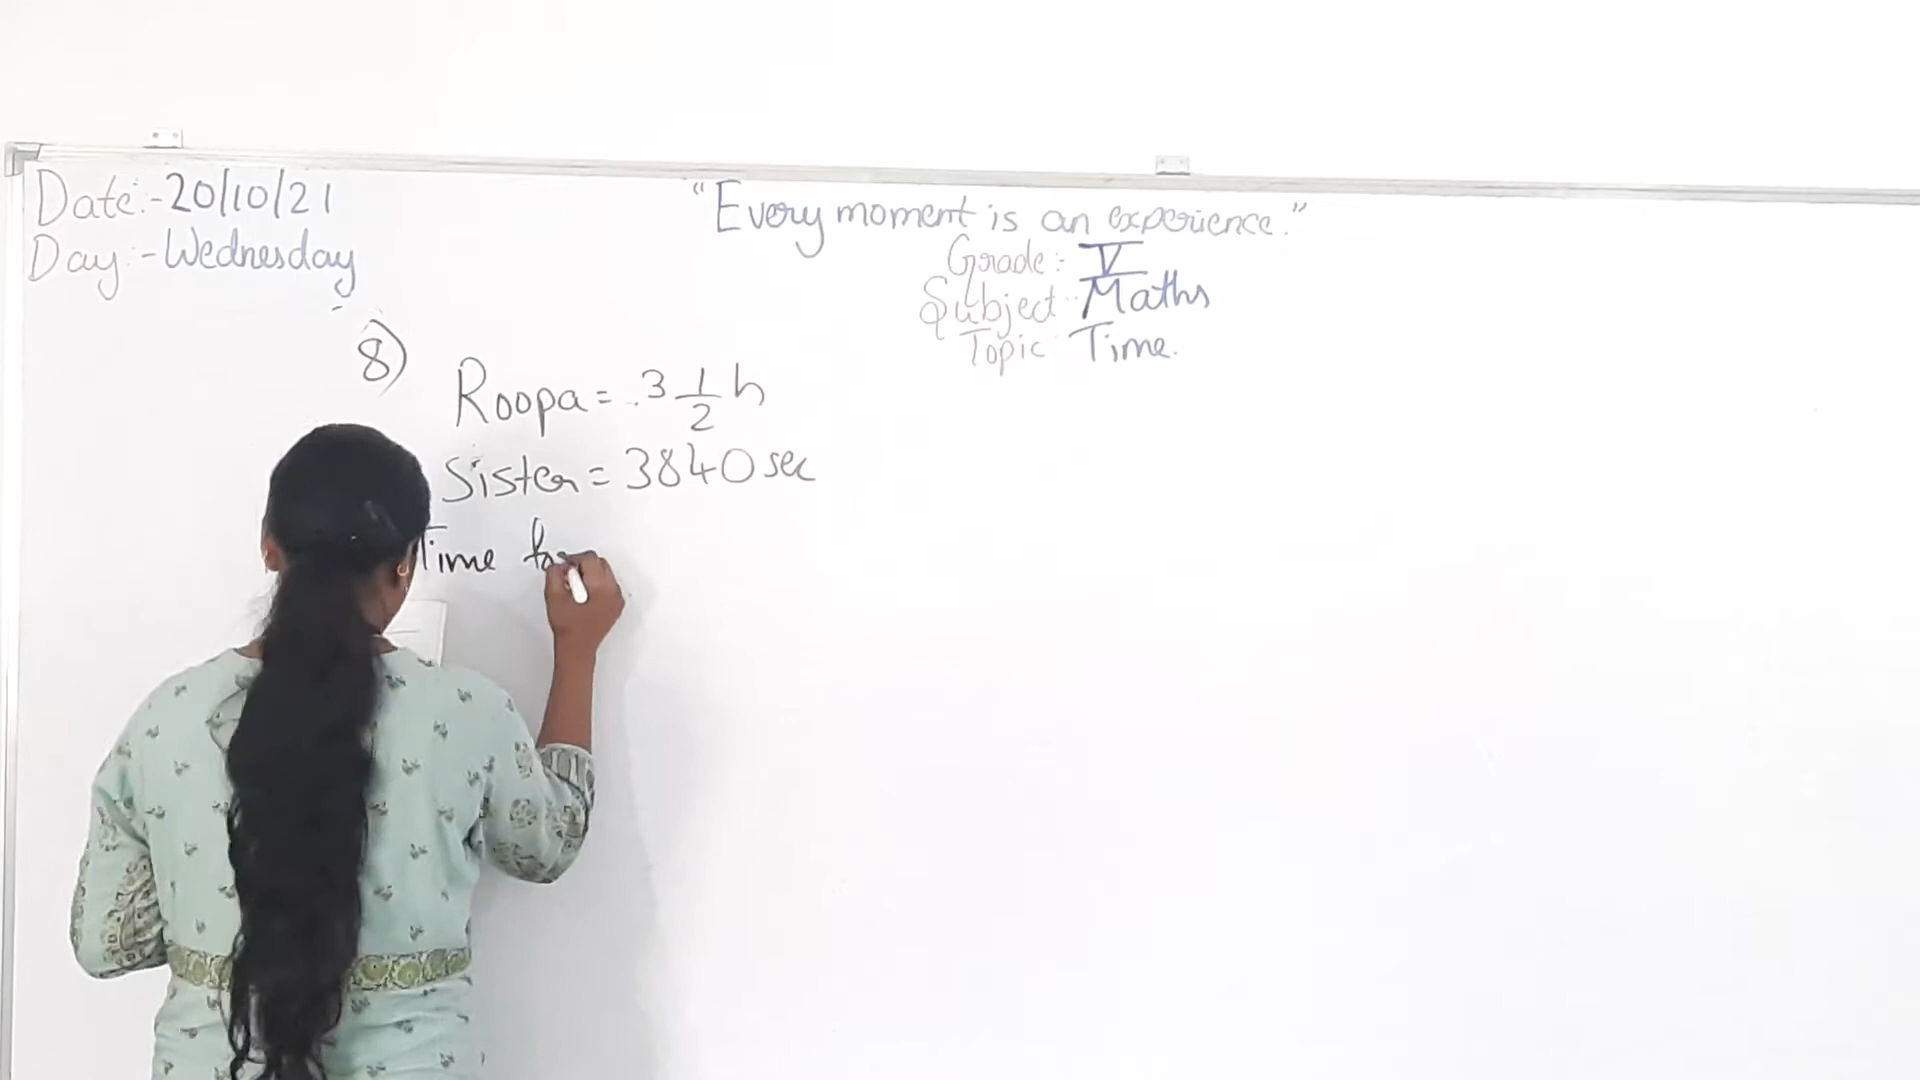 Date:-20/10/21
Day:-Wednesday
"Every moment is an experience."
Grade:- V
Subject:- Maths
Topic Time.
8)
Roopa = 3 1/2 h
Sister = 3840 sec
Time